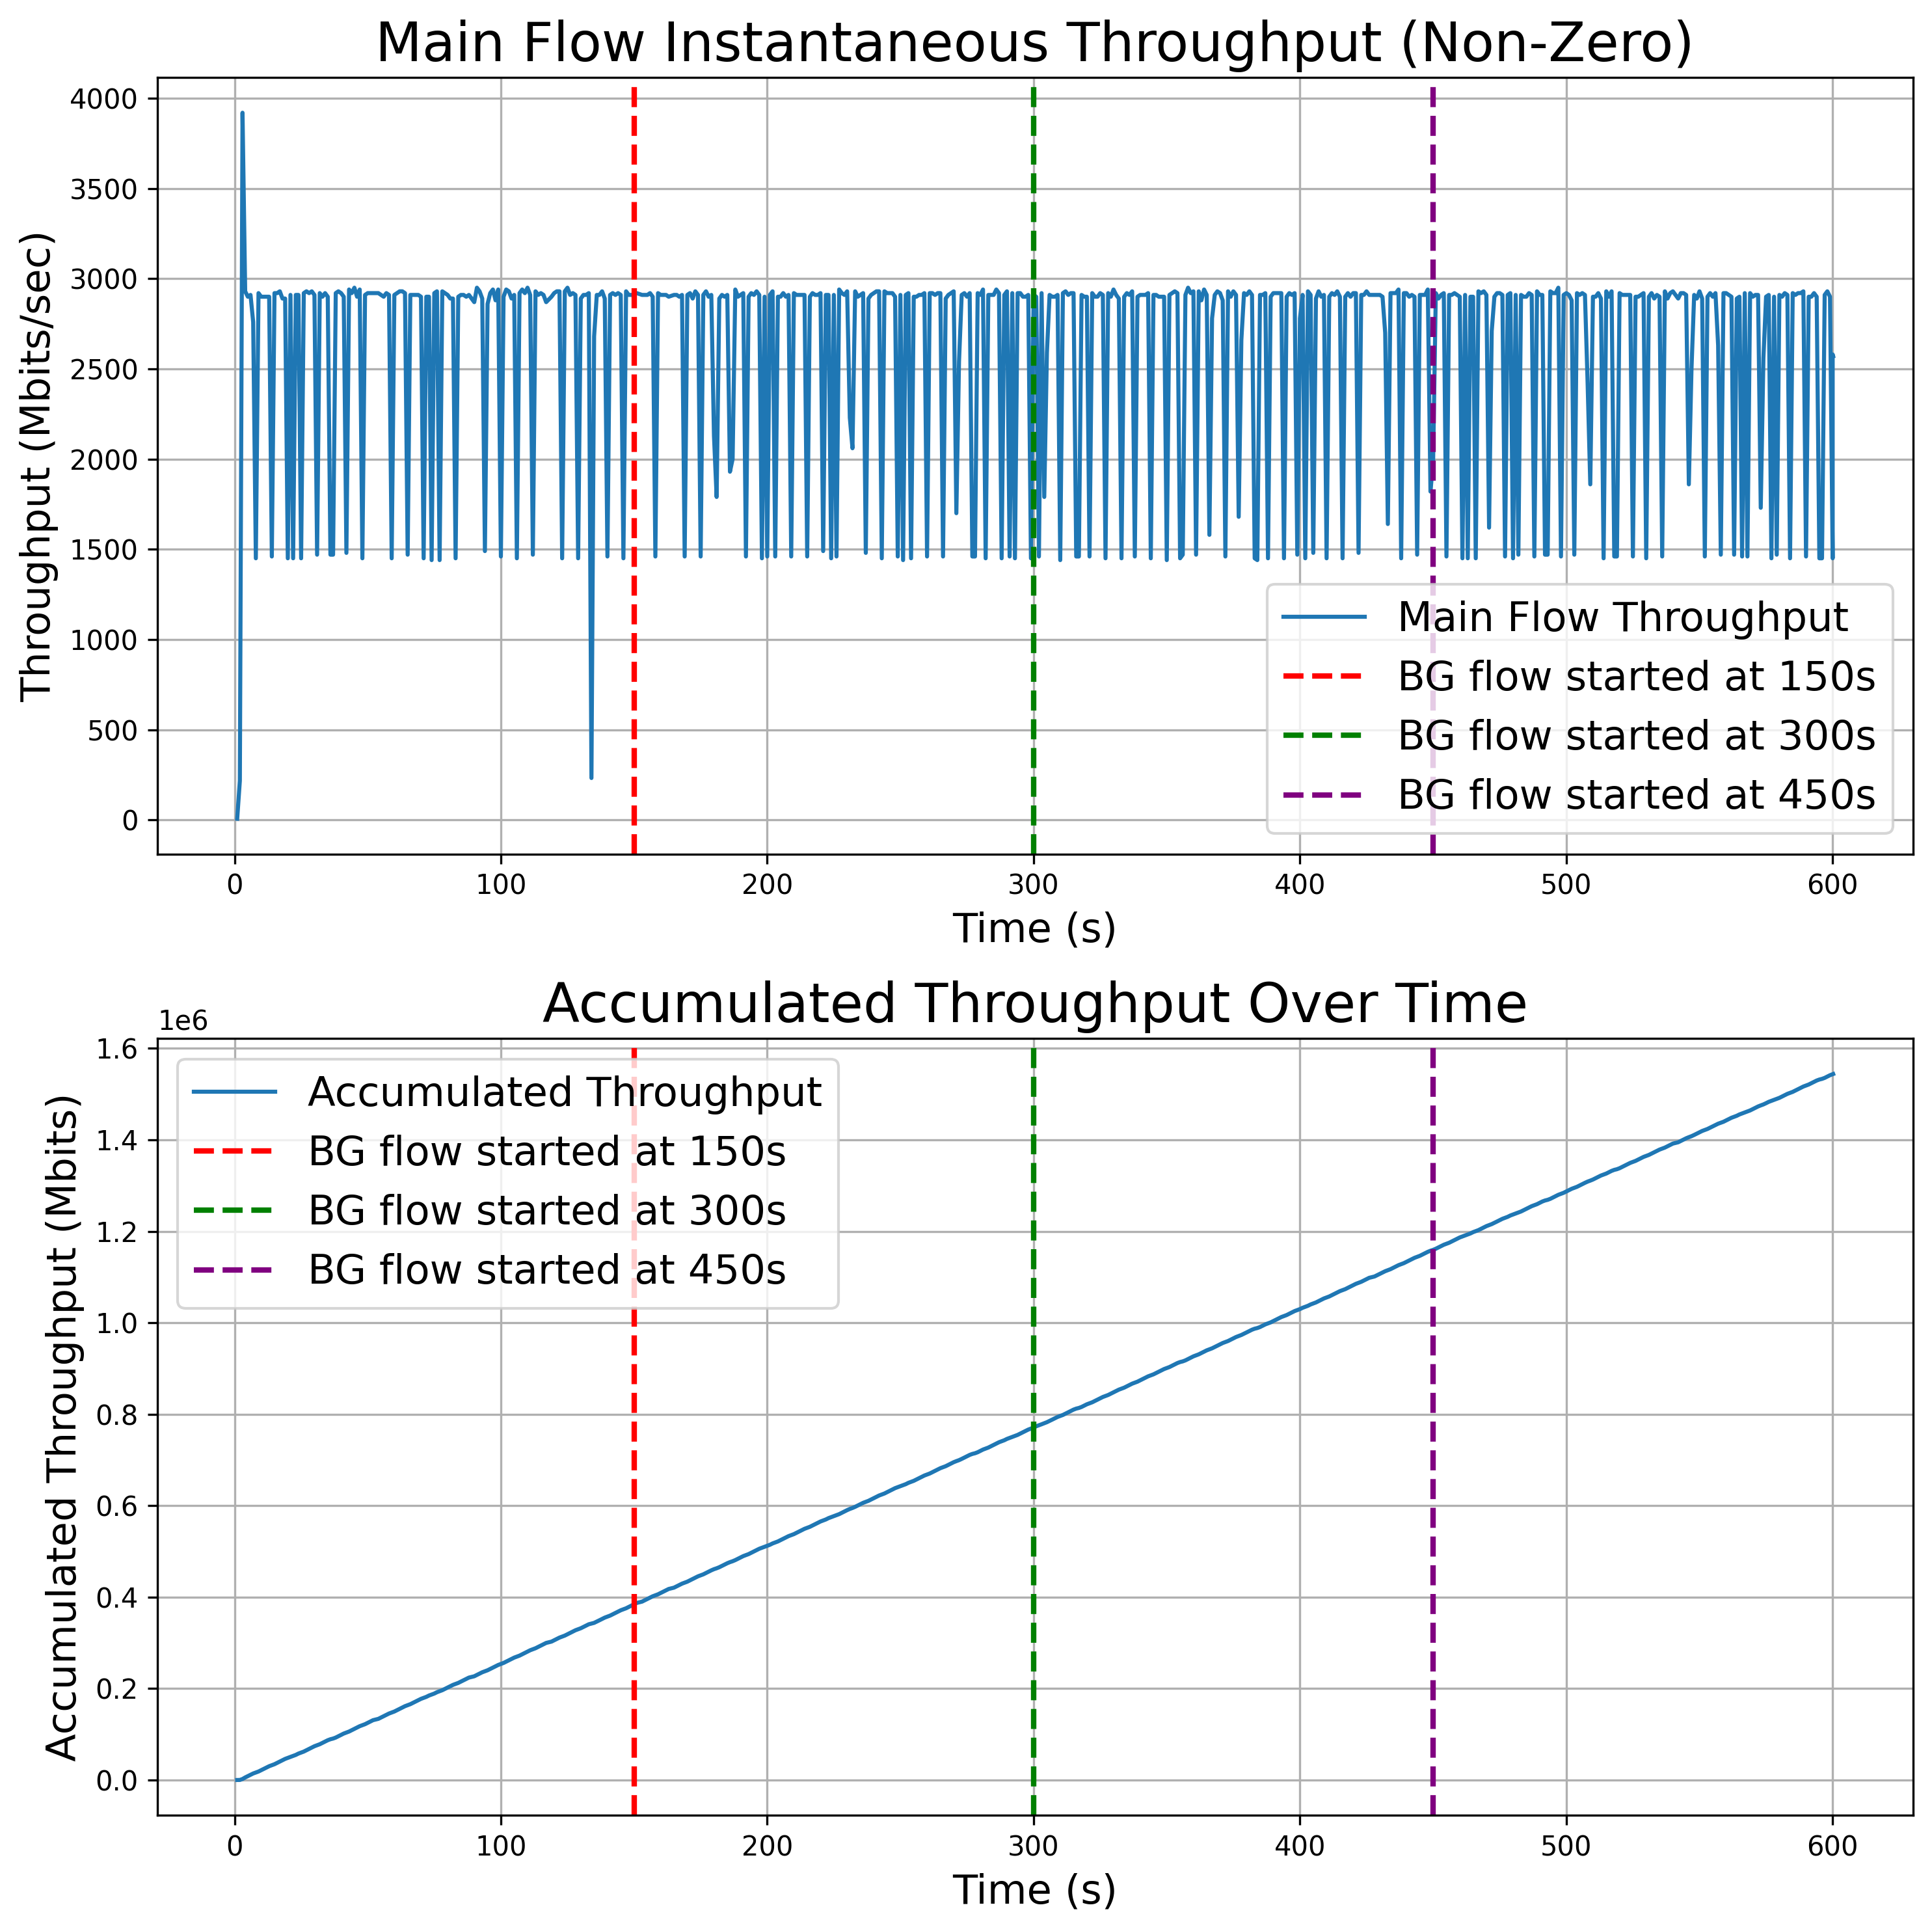 Main Flow Instantaneous Throughput (Non-Zero)
Throughput (Mbits/sec)
4000
3500
3000
2500
2000
1500
1000
500
0
Main Flow Throughput
BG flow started at 150s
BG flow started at 300s
BG flow started at 450s
0 100 200 300 400 500 600
Time (s)
Accumulated Throughput Over Time
1e6
Accumulated Throughput (Mbits)
1.6
1.4
1.2
1.0
0.8
0.6
0.4
0.2
0.0
Accumulated Throughput
BG flow started at 150s
BG flow started at 300s
BG flow started at 450s
0 100 200 300 400 500 600
Time (s)